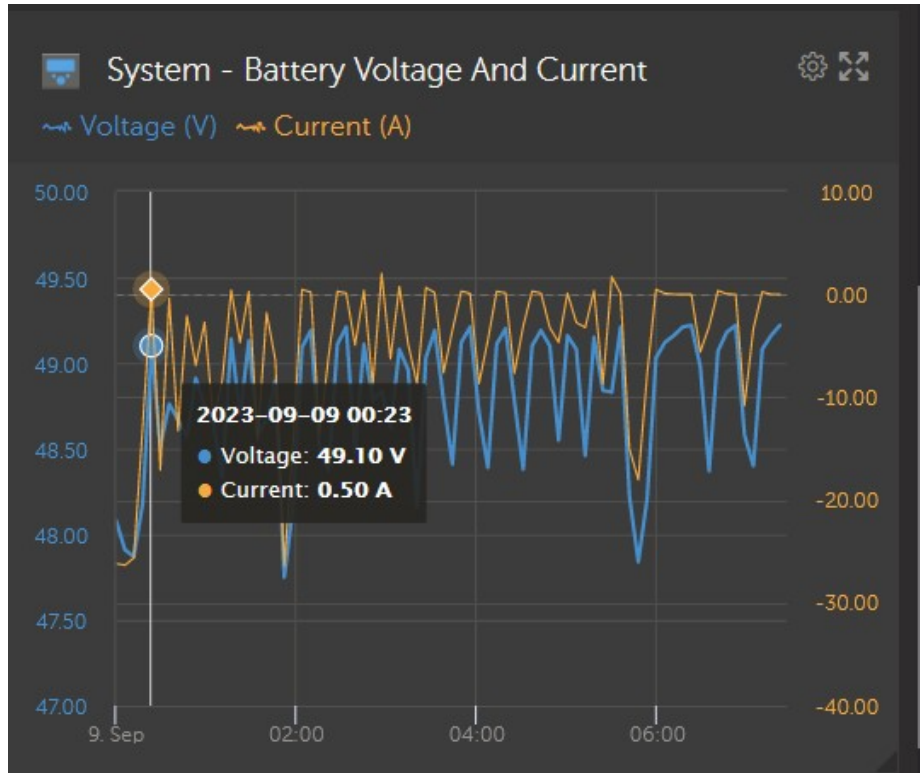 System - Battery Voltage And Current
Voltage (V) Current (A)
50.00 10.00
49.50 0.00
49.00 -10.00
48.50 -20.00
48.00 -30.00
47.50 -40.00
47.00
2023-09-09 00:23
Voltage: 49.10 V
Current: 0.50 A
9. Sep 02:00 04:00 06:00